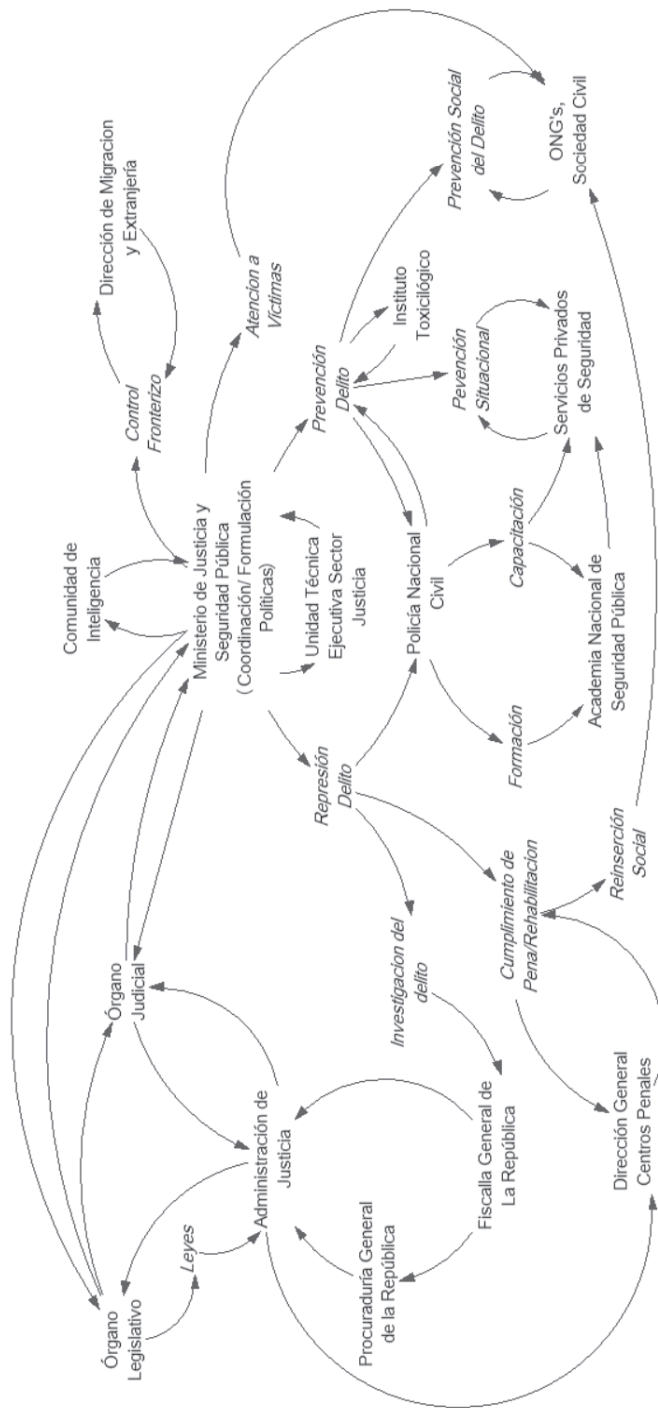 Comunidad de
Inteligencia
Dirección de Migracion
y Extranjería
Control
Fronterizo
Órgano
Legislativo
Órgano
Judicial
Ministerio de Justicia y
Seguridad Pública
(Coordinación/ Formulación
Políticas)
Atencion a
Víctimas
Leyes
Administración de
Justicia
Unidad Técnica
Ejecutiva Sector
Justicia
Represión
Delito
Prevención
Delito
Instituto
Toxicilógico
Procuraduría General
de la República
Investigacion del
delito
Policía Nacional
Civil
Pevención
Situacional
Prevención Social
del Delito
Fiscalla General de
La República
Cumplimiento de
Pena/Rehabilitacion
Formación
Capacitación
Servicios Privados
de Seguridad
ONG's,
Sociedad Civil
Dirección General
Centros Penales
Reinserción
Social
Academia Nacional de
Seguridad Pública